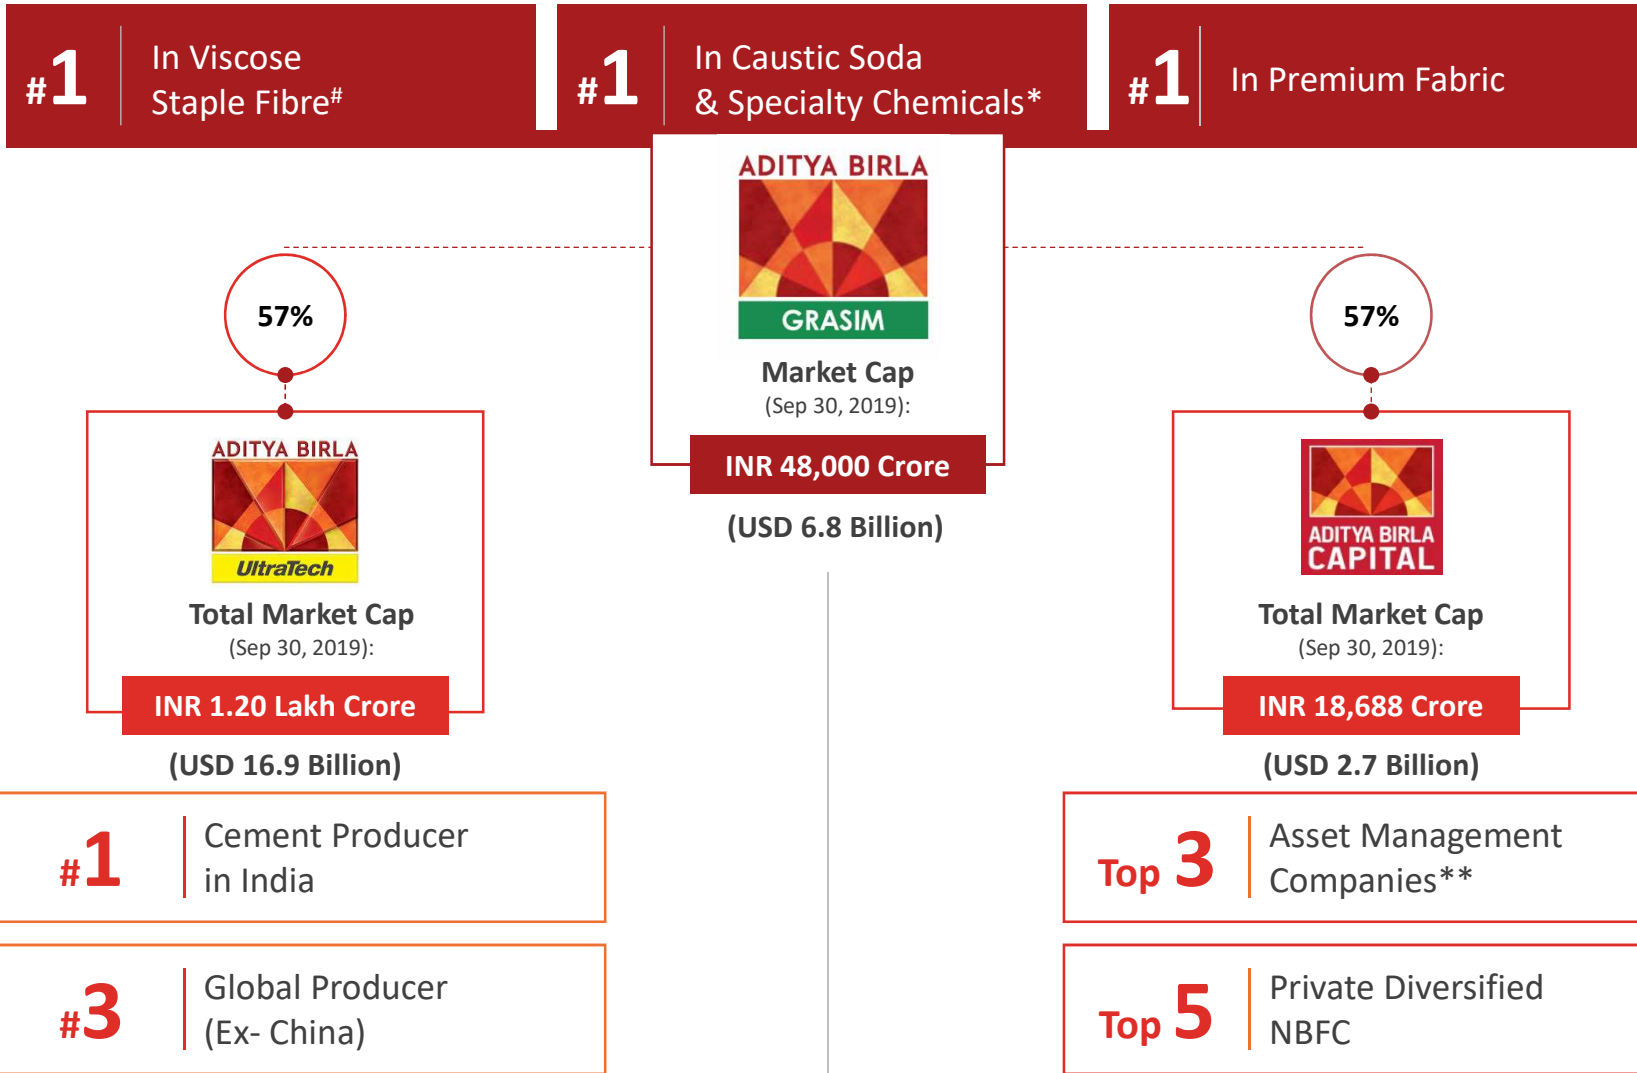 #1
In Viscose
Staple Fibre#
#1
In Caustic Soda
& Specialty Chemicals*
#1
In Premium Fabric
ADITYA BIRLA
GRASIM
Market Cap
(Sep 30, 2019):
INR 48,000 Crore
(USD 6.8 Billion)
57%
ADITYA BIRLA
UltraTech
Total Market Cap
(Sep 30, 2019):
INR 1.20 Lakh Crore
(USD 16.9 Billion)
#1
Cement Producer
in India
#3
Global Producer
(Ex- China)
57%
ADITYA BIRLA
CAPITAL
Total Market Cap
(Sep 30, 2019):
INR 18,688 Crore
(USD 2.7 Billion)
Top 3
Asset Management
Companies**
Top 5
Private Diversified
NBFC